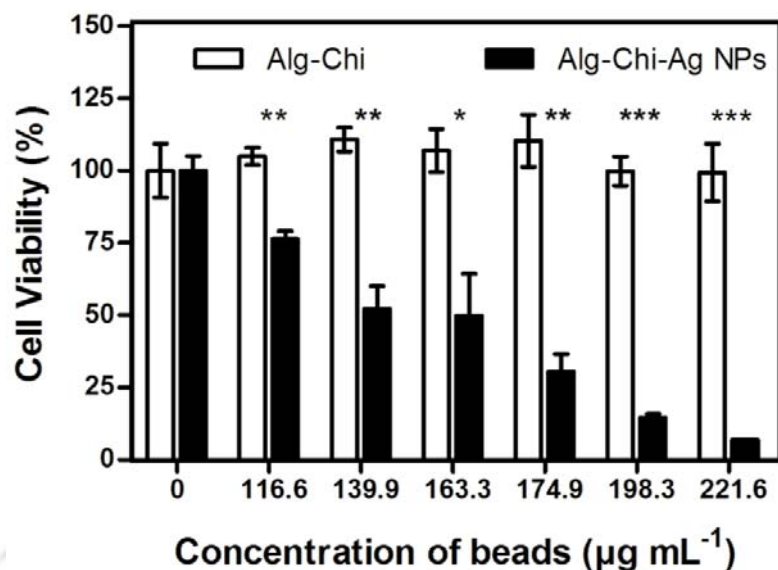 150
Alg-Chi Alg-Chi-Ag NPs
125
** ** * ** *** ***
100
75
50
25
0
Cell Viability (%)
0 116.6 139.9 163.3 174.9 198.3 221.6
Concentration of beads (µg mL⁻¹)